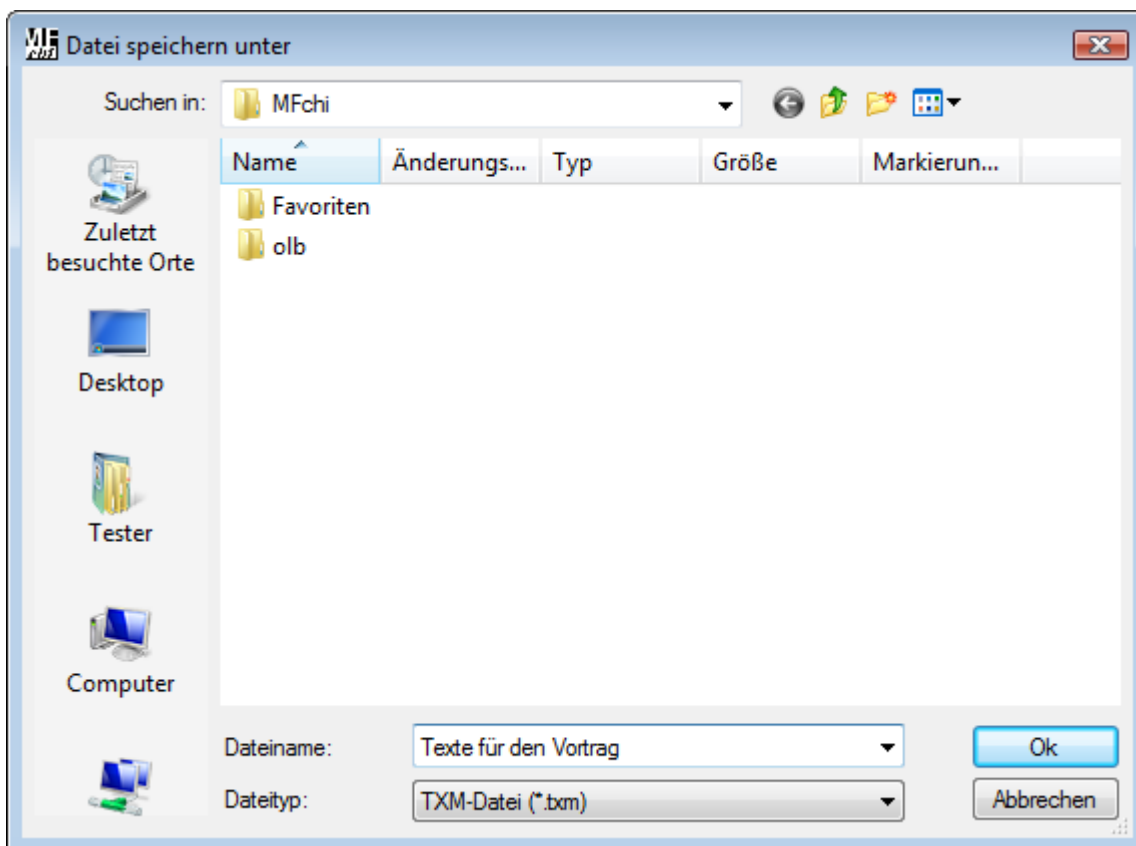 Datei speichern unter
Suchen in:
MFchi
Name
Änderungs...
Typ
Größe
Markierun...
Zuletzt
besuchte Orte
Desktop
Tester
Computer
Favoriten
olb
Dateiname:
Texte für den Vortrag
Ok
Dateityp:
TXM-Datei (*.txm)
Abbrechen